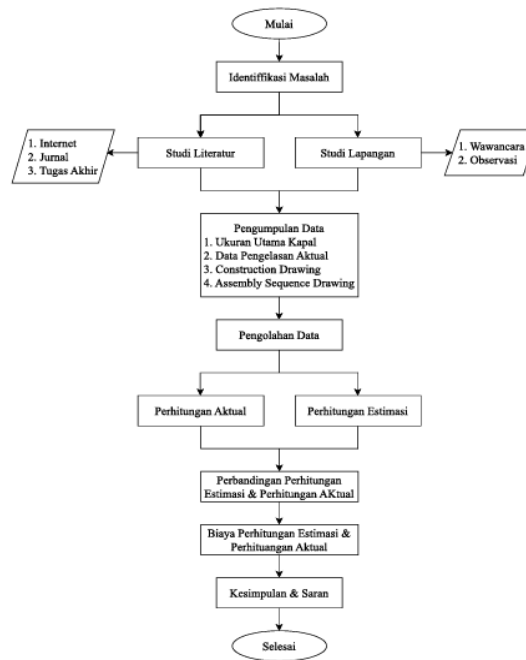 Mulai
Identiffikasi Masalah
1. Internet
2. Jurnal
3. Tugas Akhir
Studi Literatur
Studi Lapangan
1. Wawancara
2. Observasi
Pengumpulan Data
1. Ukuran Utama Kapal
2. Data Pengelasan Aktual
3. Construction Drawing
4. Assembly Sequence Drawing
Pengolahan Data
Perhitungan Aktual
Perhitungan Estimasi
Perbandingan Perhitungan
Estimasi & Perhitungan AKtual
Biaya Perhitungan Estimasi &
Perhituangan Aktual
Kesimpulan & Saran
Selesai